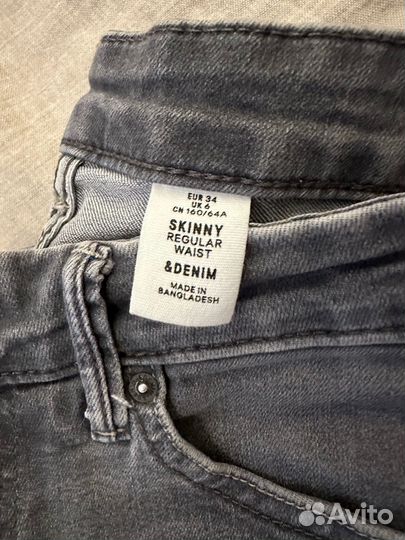 EUR 34
UK 6
CN 160/64A
SKINNY
REGULAR
WAIST
&DENIM
MADE IN
BANGLADESH
Avito